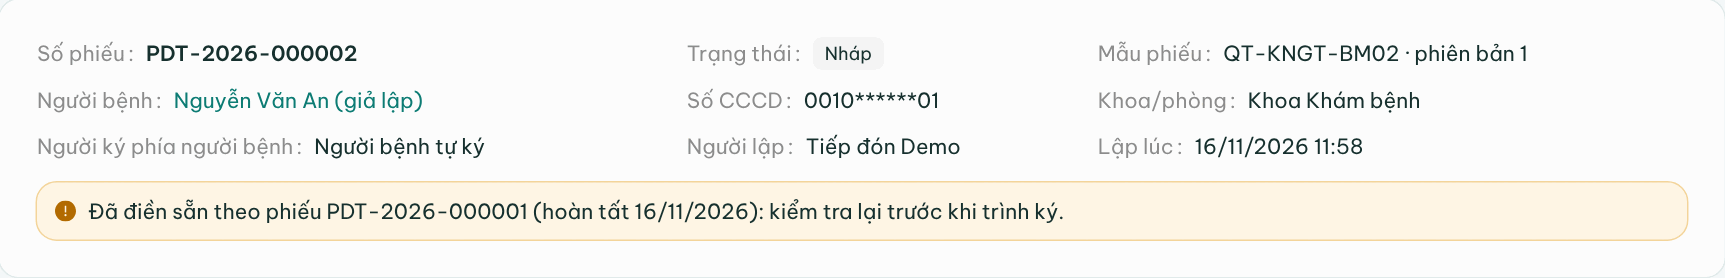 Số phiếu: PDT-2026-000002 Trạng thái: Nháp Mẫu phiếu: QT-KNGT-BM02 · phiên bản 1
Người bệnh: Nguyễn Văn An (giả lập) Số CCCD: 0010******01 Khoa/phòng: Khoa Khám bệnh
Người ký phía người bệnh: Người bệnh tự ký Người lập: Tiếp đón Demo Lập lúc: 16/11/2026 11:58
Đã điền sẵn theo phiếu PDT-2026-000001 (hoàn tất 16/11/2026): kiểm tra lại trước khi trình ký.